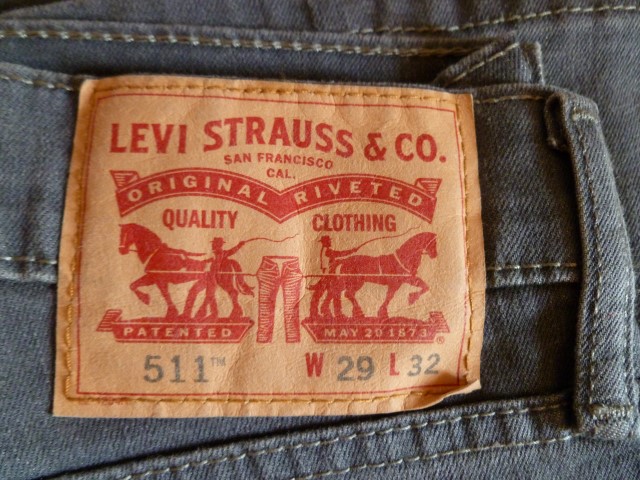 LEVI STRAUSS & CO.
SAN FRANCISCO
CAL.
ORIGINAL RIVETED
QUALITY CLOTHING
PATENTED MAY 20 1873 ®
511™ W 29 L 32